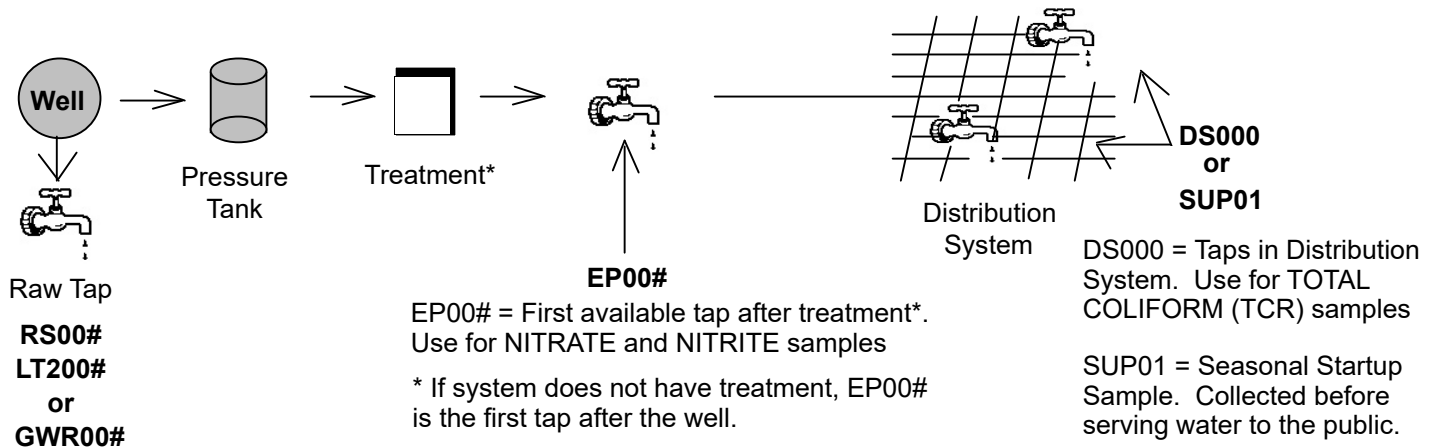 Well
Raw Tap
RS00#
LT200#
or
GWR00#
Pressure
Tank
Treatment*
EP00#
EP00# = First available tap after treatment*.
Use for NITRATE and NITRITE samples
* If system does not have treatment, EP00#
is the first tap after the well.
Distribution
System
DS000
or
SUP01
DS000 = Taps in Distribution
System. Use for TOTAL
COLIFORM (TCR) samples
SUP01 = Seasonal Startup
Sample. Collected before
serving water to the public.